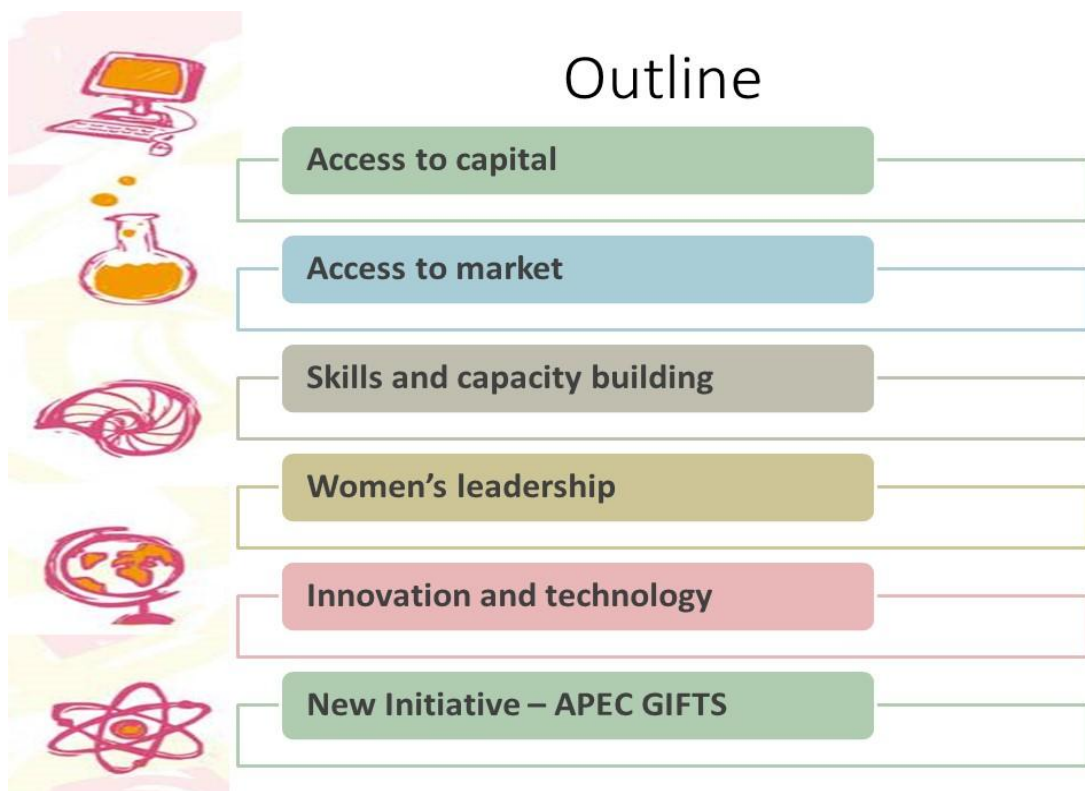 Outline
Access to capital
Access to market
Skills and capacity building
Women’s leadership
Innovation and technology
New Initiative – APEC GIFTS